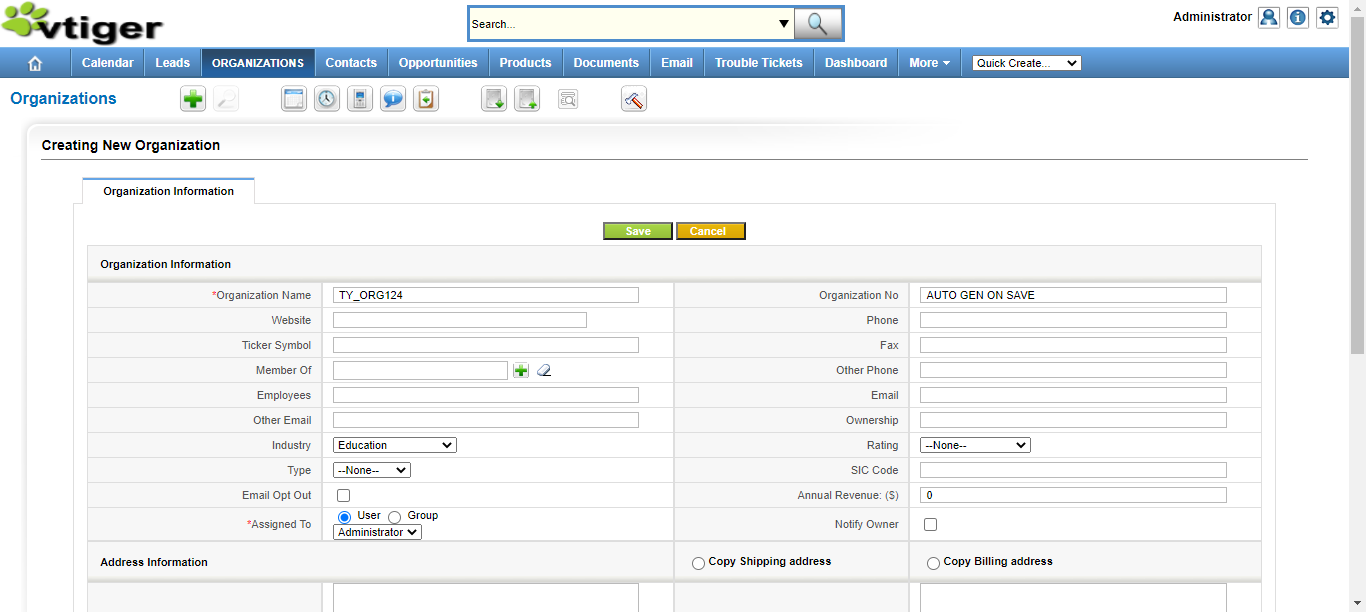 vtiger
Search...
Administrator
Calendar Leads ORGANIZATIONS Contacts Opportunities Products Documents Email Trouble Tickets Dashboard More Quick Create...
Organizations
Creating New Organization
Organization Information
Save Cancel
Organization Information
*Organization Name TY_ORG124 Organization No AUTO GEN ON SAVE
Website Phone
Ticker Symbol Fax
Member Of Other Phone
Employees Email
Other Email Ownership
Industry Education Rating --None--
Type --None-- SIC Code
Email Opt Out Annual Revenue: ($) 0
*Assigned To User Group Notify Owner
Administrator
Address Information Copy Shipping address Copy Billing address